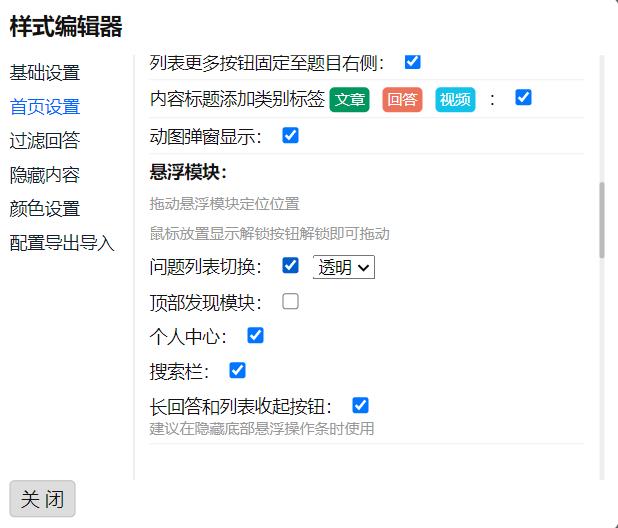 样式编辑器
基础设置
首页设置
过滤回答
隐藏内容
颜色设置
配置导出导入
列表更多按钮固定至题目右侧：
内容标题添加类别标签 文章 回答 视频 ：
动图弹窗显示：
悬浮模块：
拖动悬浮模块定位位置
鼠标放置显示解锁按钮解锁即可拖动
问题列表切换： 透明
顶部发现模块：
个人中心：
搜索栏：
长回答和列表收起按钮：
建议在隐藏底部悬浮操作条时使用
关 闭